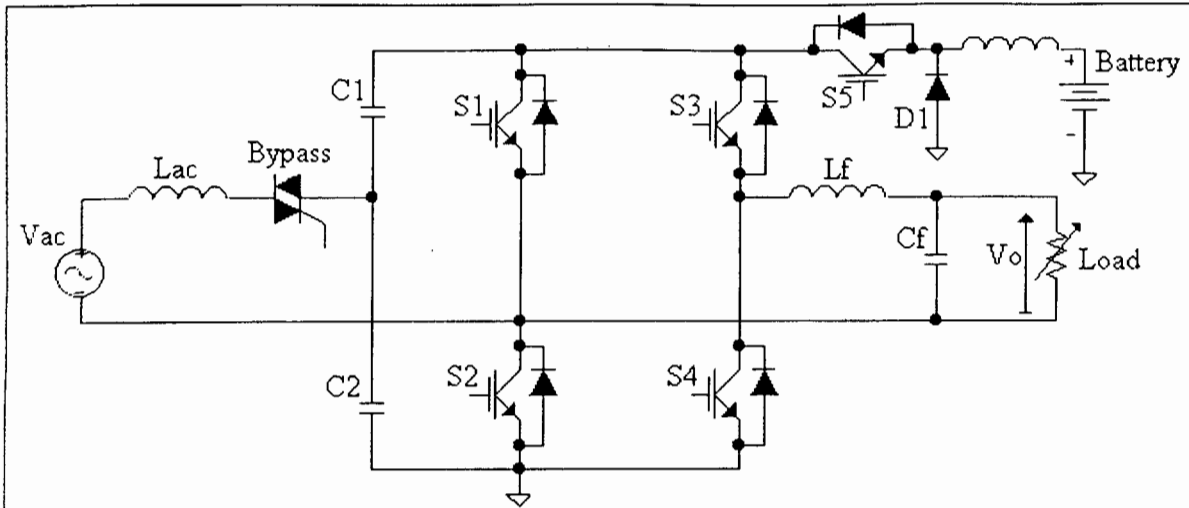 C1
S1
S3
S5
D1
+
Battery
-
Bypass
Lac
Lf
Vac
Cf
Vo
Load
C2
S2
S4